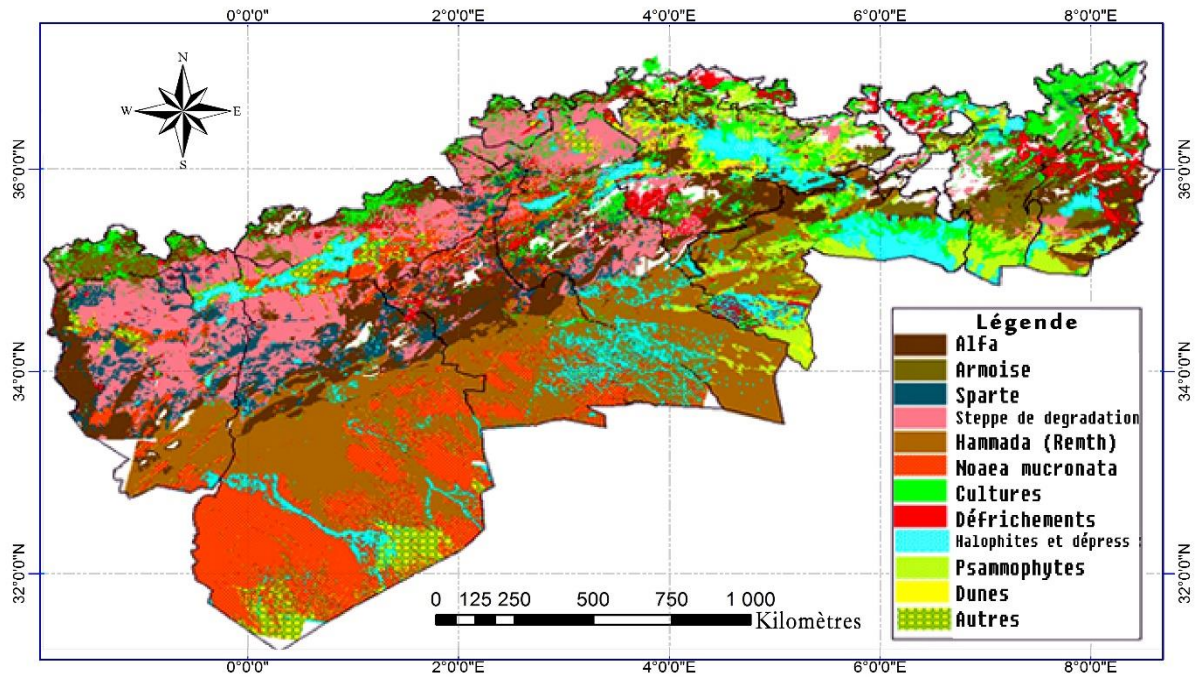 0°0'0" 2°0'0"E 4°0'0"E 6°0'0"E 8°0'0"E
N
W E
S
36°0'0"N 36°0'0"N
34°0'0"N 34°0'0"N
32°0'0"N 32°0'0"N
Légende
Alfa
Armoise
Sparte
Steppe de degradation
Hammada (Remth)
Noaea mucronata
Cultures
Défrichements
Halophites et dépress :
Psammophytes
Dunes
Autres
0 125 250 500 750 1 000
Kilomètres
0°0'0" 2°0'0"E 4°0'0"E 6°0'0"E 8°0'0"E